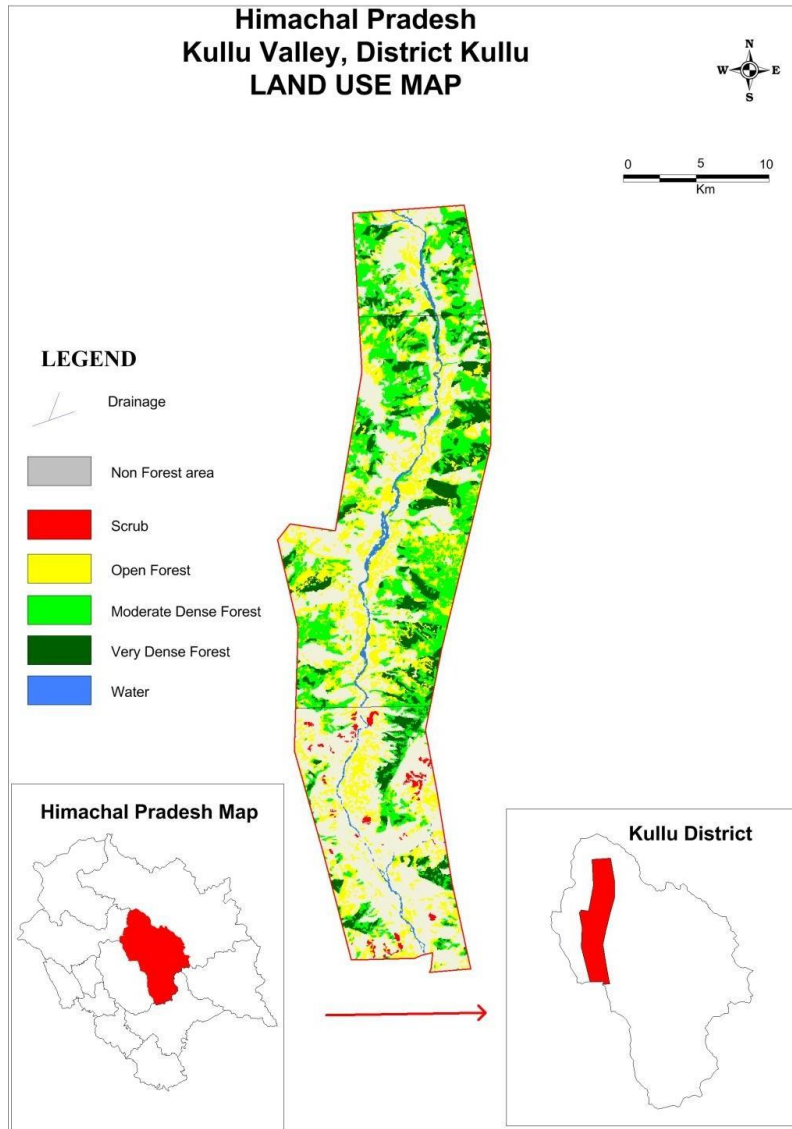 Himachal Pradesh
Kullu Valley, District Kullu
LAND USE MAP
N
W E
S
0 5 10
Km
LEGEND
Drainage
Non Forest area
Scrub
Open Forest
Moderate Dense Forest
Very Dense Forest
Water
Himachal Pradesh Map
Kullu District